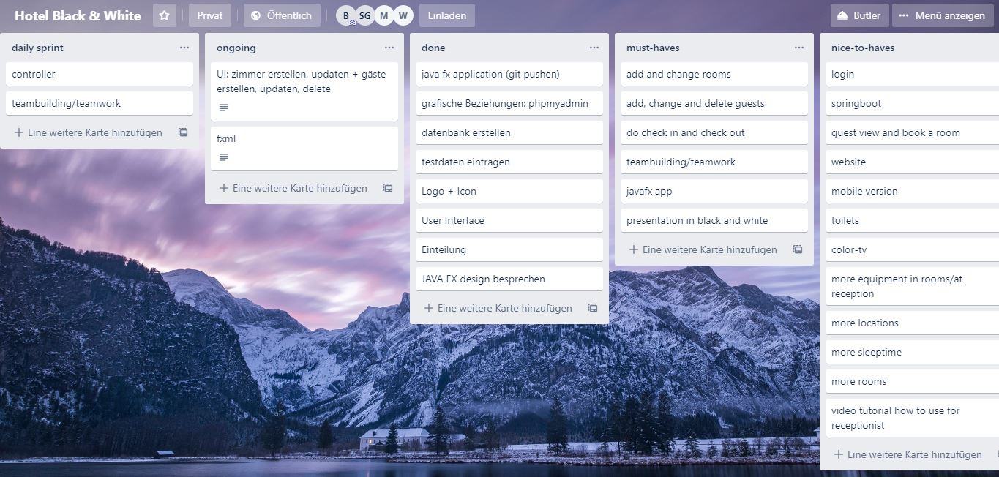 Hotel Black & White
Privat
Öffentlich
B
SG
M
W
Einladen
Butler
Menü anzeigen
daily sprint
controller
teambuilding/teamwork
Eine weitere Karte hinzufügen
ongoing
UI: zimmer erstellen, updaten + gäste
erstellen, updaten, delete
fxml
Eine weitere Karte hinzufügen
done
java fx application (git pushen)
grafische Beziehungen: phpmyadmin
datenbank erstellen
testdaten eintragen
Logo + Icon
User Interface
Einteilung
JAVA FX design besprechen
Eine weitere Karte hinzufügen
must-haves
add and change rooms
add, change and delete guests
do check in and check out
teambuilding/teamwork
javafx app
presentation in black and white
Eine weitere Karte hinzufügen
nice-to-haves
login
springboot
guest view and book a room
website
mobile version
toilets
color-tv
more equipment in rooms/at
reception
more locations
more sleeptime
more rooms
video tutorial how to use for
receptionist
Eine weitere Karte hinzufügen